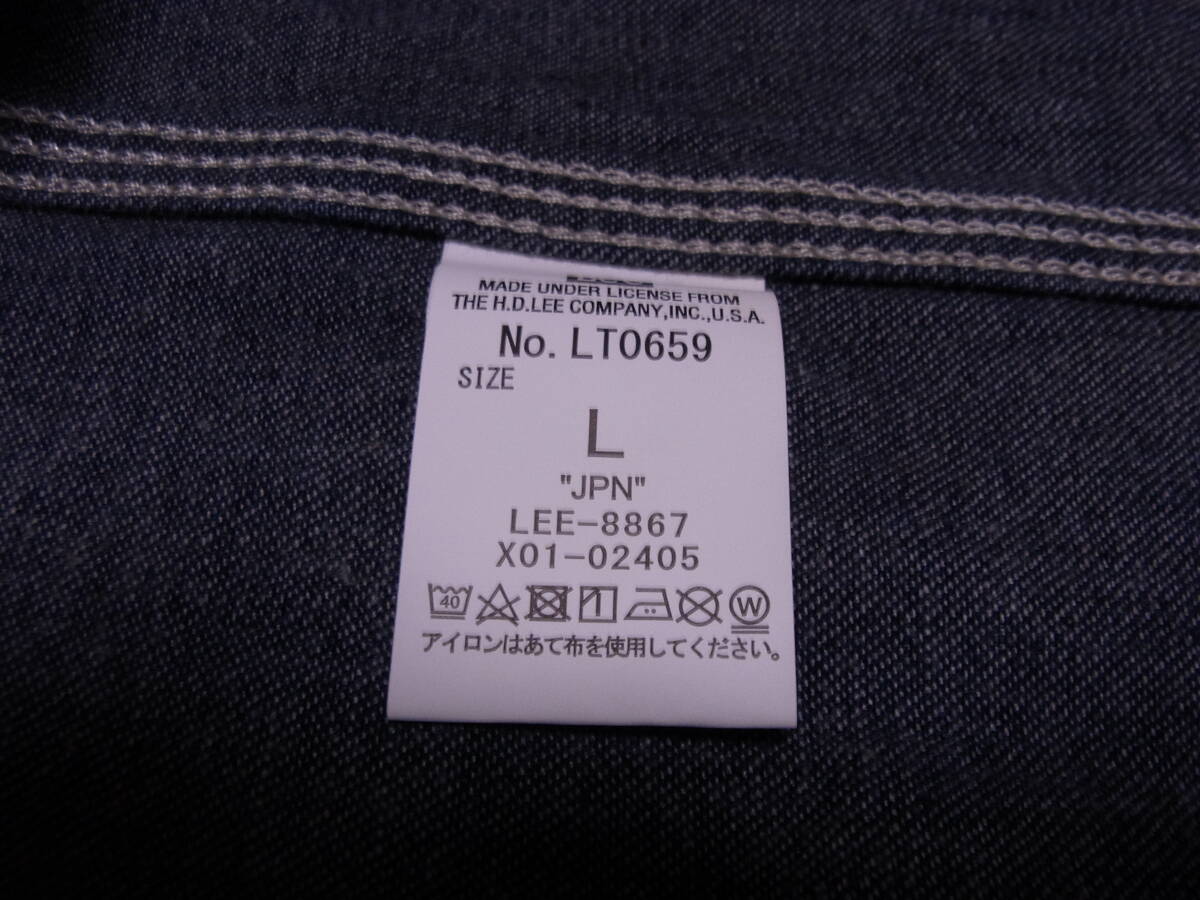 MADE UNDER LICENSE FROM
THE H.D.LEE COMPANY,INC.,U.S.A.
No. LT0659
SIZE
L
"JPN"
LEE-8867
X01-02405
40 W
アイロンはあて布を使用してください。